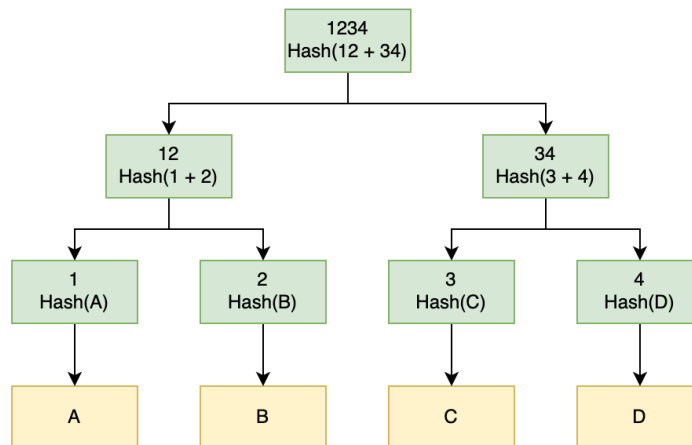 1234
Hash(12 + 34)
12
Hash(1 + 2)
34
Hash(3 + 4)
1
Hash(A)
2
Hash(B)
3
Hash(C)
4
Hash(D)
A
B
C
D